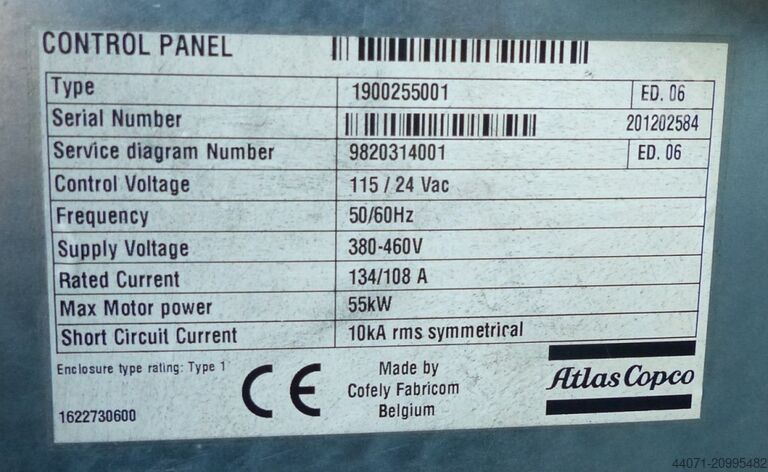 CONTROL PANEL
Type 1900255001 ED. 06
Serial Number 201202584
Service diagram Number 9820314001 ED. 06
Control Voltage 115 / 24 Vac
Frequency 50/60Hz
Supply Voltage 380-460V
Rated Current 134/108 A
Max Motor power 55kW
Short Circuit Current 10kA rms symmetrical
Enclosure type rating: Type 1
1622730600
CE
Made by
Cofely Fabricom
Belgium
Atlas Copco
44071-20995482